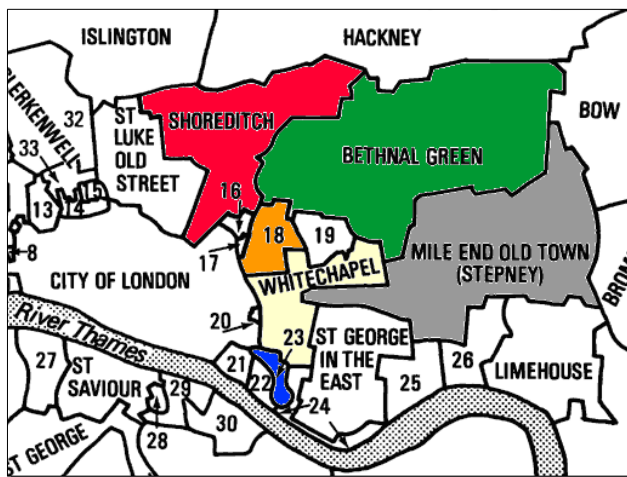 ISLINGTON
HACKNEY
CLERKENWELL
32
ST
LUKE
OLD
STREET
SHOREDITCH
BOW
33
BETHNAL GREEN
13
14
15
16
8
17
18
19
CITY OF LONDON
WHITECHAPEL
MILE END OLD TOWN
(STEPNEY)
River Thames
20
27
ST
SAVIOUR
29
28
30
21
22
23
24
ST GEORGE
IN THE
EAST
25
26
LIMEHOUSE
BROM
ST GEORGE